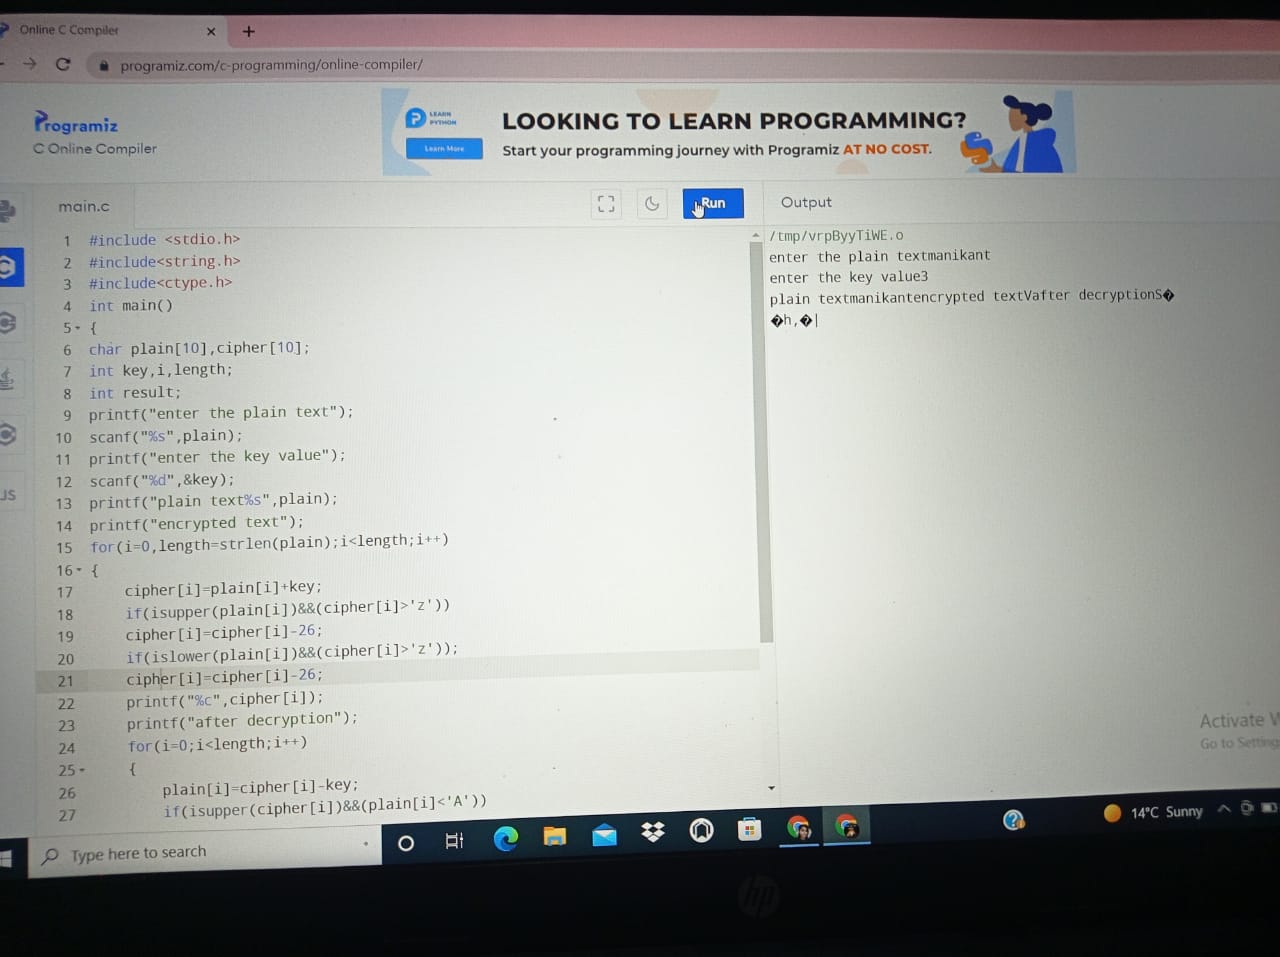 Online C Compiler
programiz.com/c-programming/online-compiler/
Programiz
C Online Compiler
LEARN
PYTHON
Learn More
LOOKING TO LEARN PROGRAMMING?
Start your programming journey with Programiz AT NO COST.
main.c
Run
Output
1 #include <stdio.h>
2 #include<string.h>
3 #include<ctype.h>
4 int main()
5 {
6 char plain[10],cipher[10];
7 int key,i,length;
8 int result;
9 printf("enter the plain text");
10 scanf("%s",plain);
11 printf("enter the key value");
12 scanf("%d",&key);
13 printf("plain text%s",plain);
14 printf("encrypted text");
15 for(i=0,length=strlen(plain);i<length;i++)
16 {
17 cipher[i]=plain[i]+key;
18 if(isupper(plain[i])&&(cipher[i]>'z'))
19 cipher[i]=cipher[i]-26;
20 if(islower(plain[i])&&(cipher[i]>'z'));
21 cipher[i]=cipher[i]-26;
22 printf("%c",cipher[i]);
23 printf("after decryption");
24 for(i=0;i<length;i++)
25 {
26 plain[i]=cipher[i]-key;
27 if(isupper(cipher[i])&&(plain[i]<'A'))
/tmp/vrpByyTiWE.o
enter the plain textmanikant
enter the key value3
plain textmanikantencrypted textVafter decryptionS�
�h,�
JS
Activate W
Go to Setting
Type here to search
14°C Sunny
hp